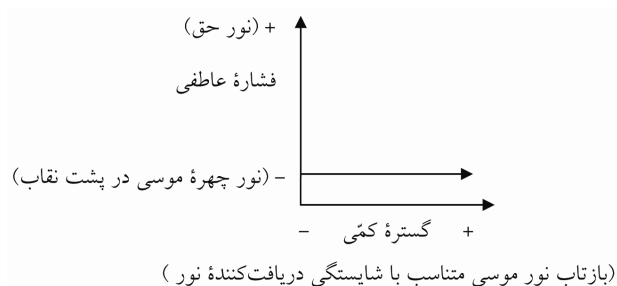 + (نور حق)
فشارهٔ عاطفی
– (نور چهرهٔ موسی در پشت نقاب)
– گسترهٔ کمّی +
(بازتاب نور موسی متناسب با شایستگی دریافت‌کنندهٔ نور )